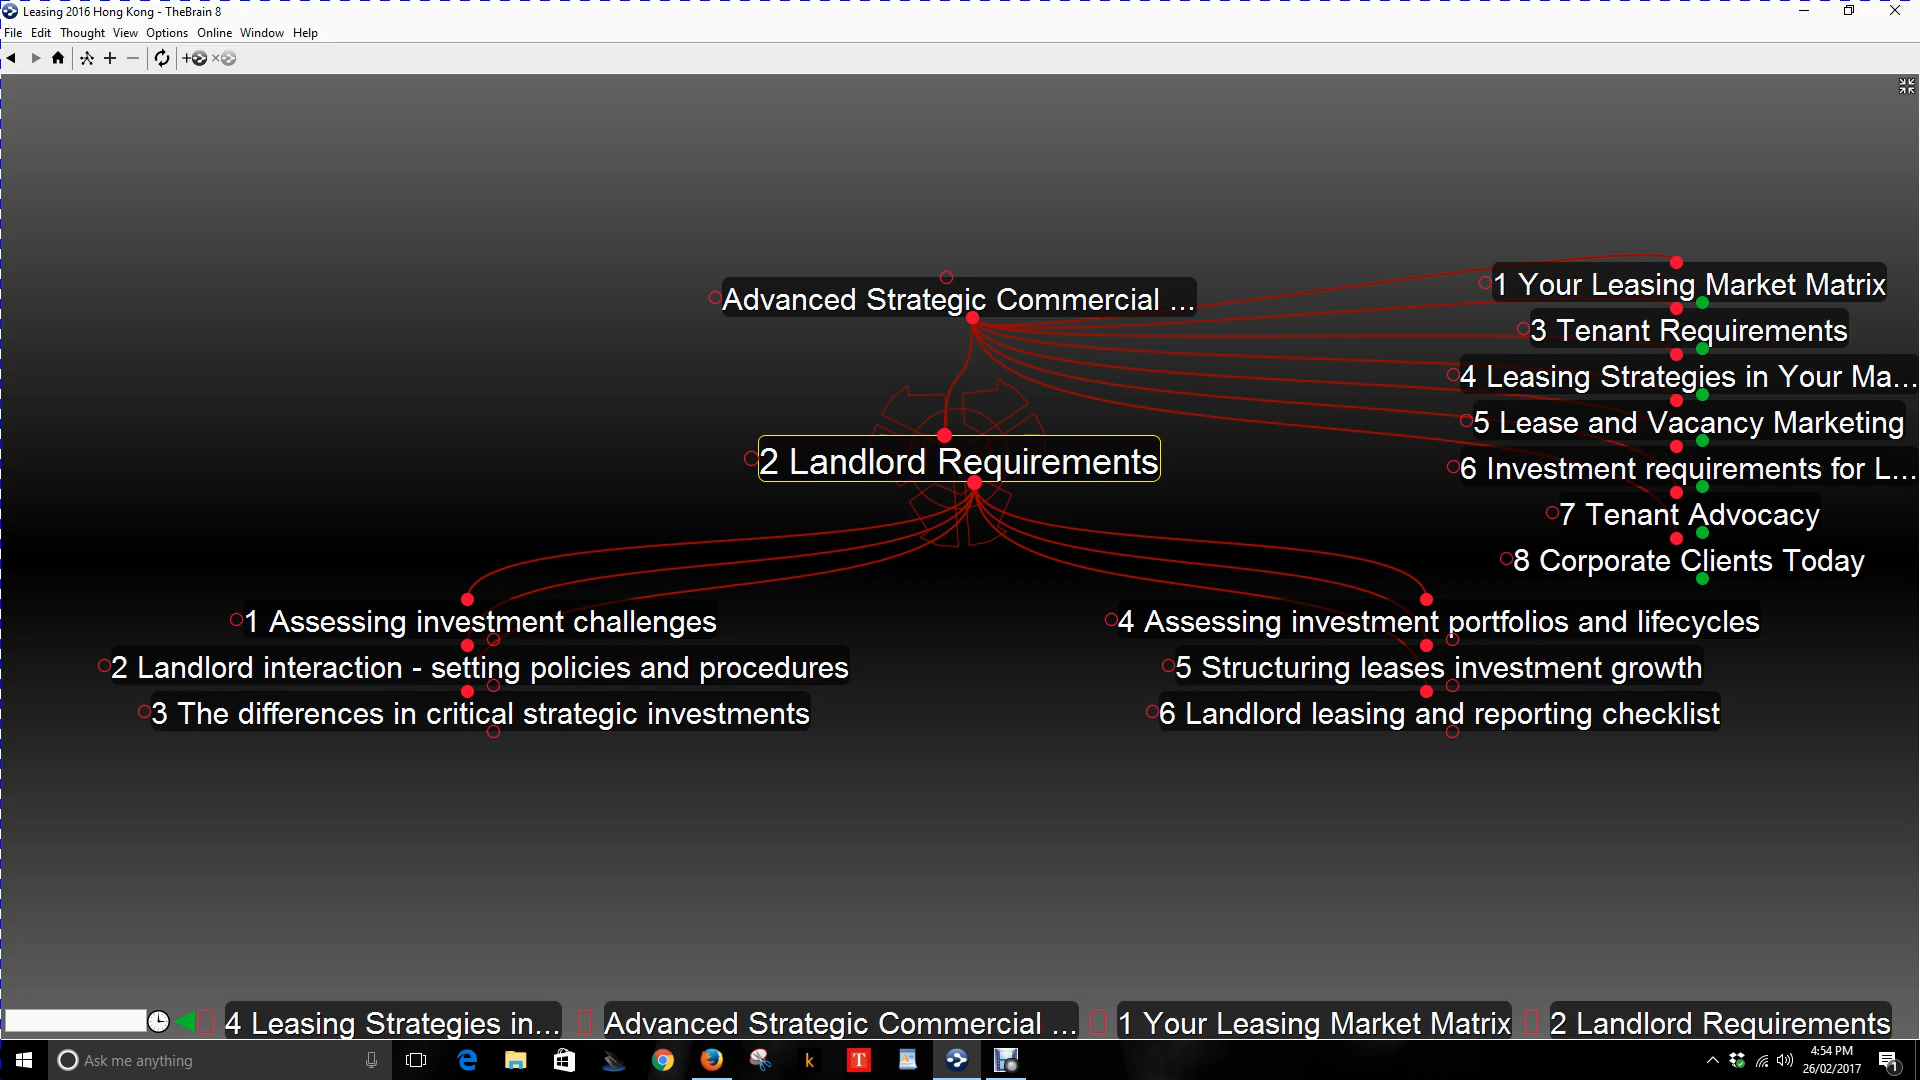 Leasing 2016 Hong Kong - TheBrain 8
File Edit Thought View Options Online Window Help
Advanced Strategic Commercial ...
2 Landlord Requirements
1 Your Leasing Market Matrix
3 Tenant Requirements
4 Leasing Strategies in Your Ma...
5 Lease and Vacancy Marketing
6 Investment requirements for L...
7 Tenant Advocacy
8 Corporate Clients Today
1 Assessing investment challenges
2 Landlord interaction - setting policies and procedures
3 The differences in critical strategic investments
4 Assessing investment portfolios and lifecycles
5 Structuring leases investment growth
6 Landlord leasing and reporting checklist
4 Leasing Strategies in... Advanced Strategic Commercial ... 1 Your Leasing Market Matrix 2 Landlord Requirements
Ask me anything
k
T
4:54 PM
26/02/2017
1